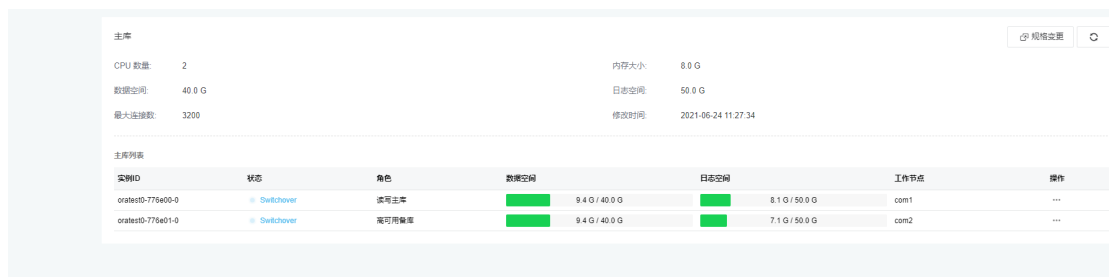 主库 规格变更
CPU 数量: 2 内存大小: 8.0 G
数据空间: 40.0 G 日志空间: 50.0 G
最大连接数: 3200 修改时间: 2021-06-24 11:27:34
主库列表
实例ID 状态 角色 数据空间 日志空间 工作节点 操作
oratest0-776e00-0 Switchover 读写主库 9.4 G / 40.0 G 8.1 G / 50.0 G com1 ...
oratest0-776e01-0 Switchover 高可用备库 9.4 G / 40.0 G 7.1 G / 50.0 G com2 ...